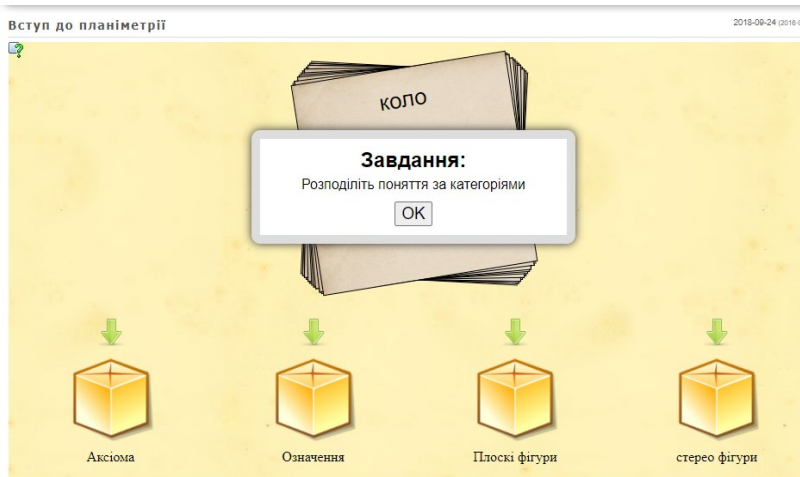 Вступ до планіметрії
2018-09-24
коло
Завдання:
Розподіліть поняття за категоріями
OK
Аксіома
Означення
Плоскі фігури
стерео фігури